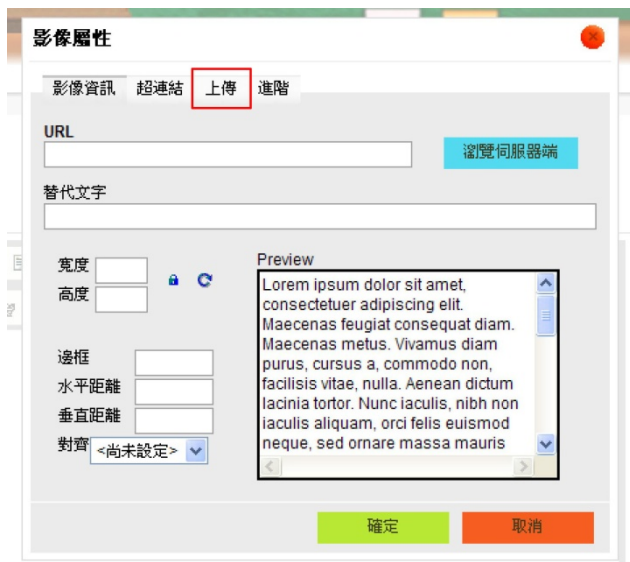 影像屬性
影像資訊 超連結 上傳 進階
URL
瀏覽伺服器端
替代文字
寬度
高度
Preview
Lorem ipsum dolor sit amet,
consectetuer adipiscing elit.
Maecenas feugiat consequat diam.
Maecenas metus. Vivamus diam
purus, cursus a, commodo non,
facilisis vitae, nulla. Aenean dictum
lacinia tortor. Nunc iaculis, nibh non
iaculis aliquam, orci felis euismod
neque, sed ornare massa mauris
邊框
水平距離
垂直距離
對齊 <尚未設定>
確定 取消